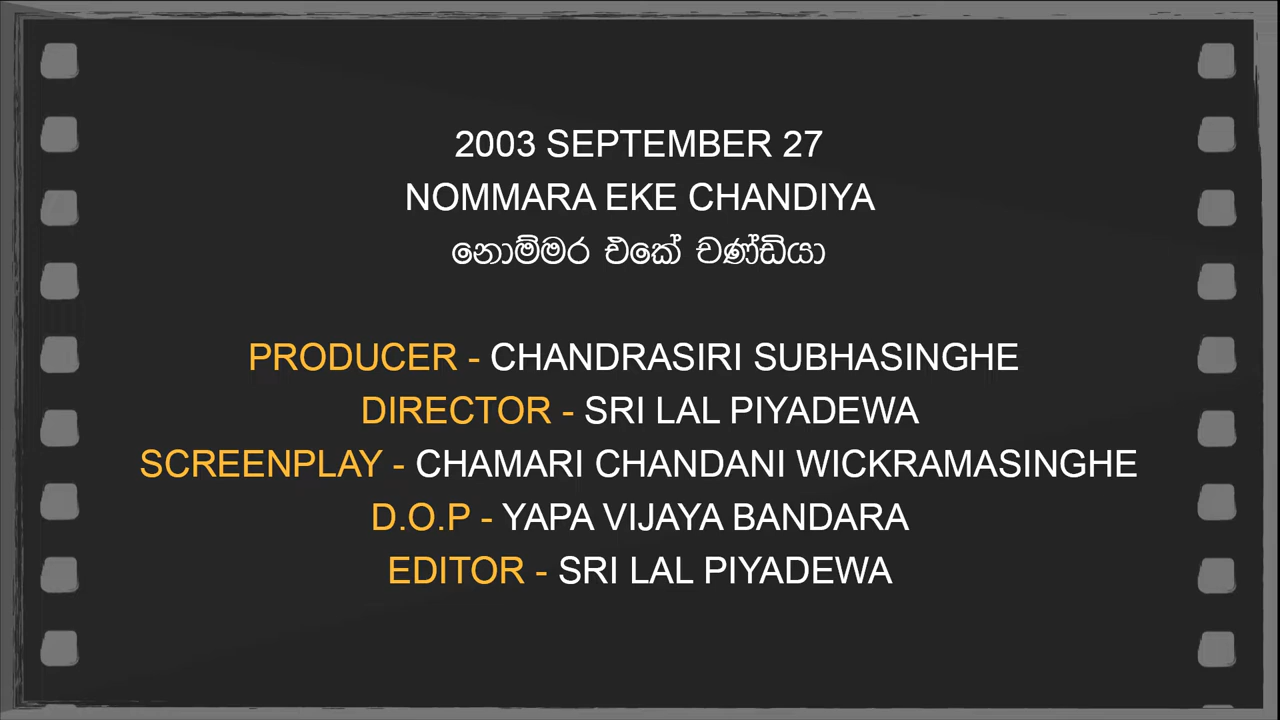 2003 SEPTEMBER 27
NOMMARA EKE CHANDIYA
නොම්මර එකේ චණ්ඩියා
PRODUCER - CHANDRASIRI SUBHASINGHE
DIRECTOR - SRI LAL PIYADEWA
SCREENPLAY - CHAMARI CHANDANI WICKRAMASINGHE
D.O.P - YAPA VIJAYA BANDARA
EDITOR - SRI LAL PIYADEWA